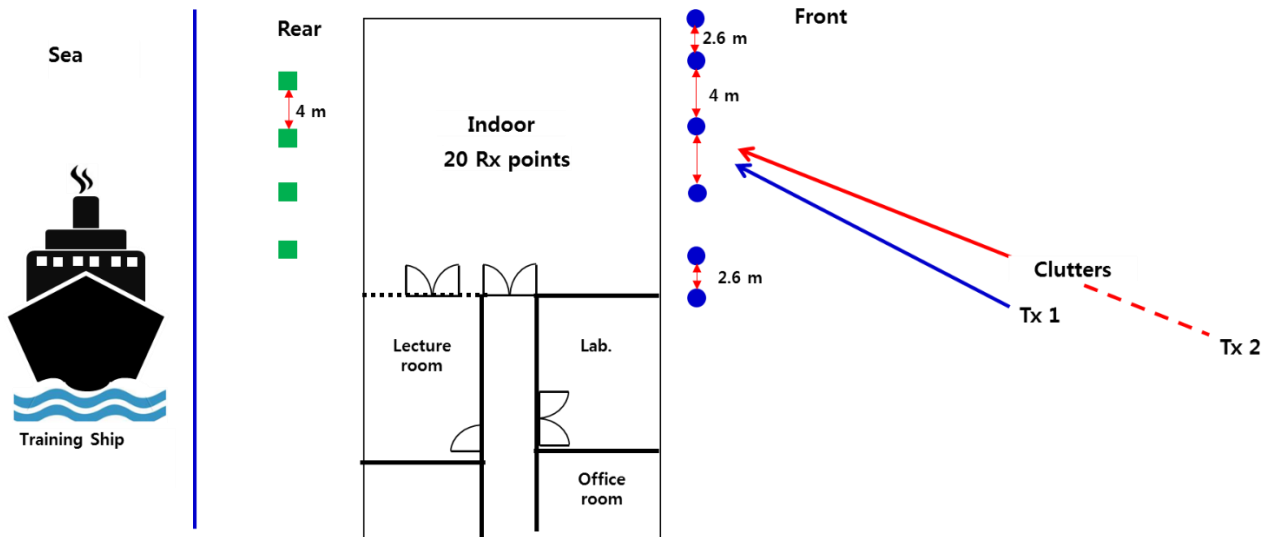 Rear
Front
Sea
2.6 m
4 m
4 m
Indoor
20 Rx points
Clutters
2.6 m
Tx 1
Tx 2
Lecture
room
Lab.
Training Ship
Office
room